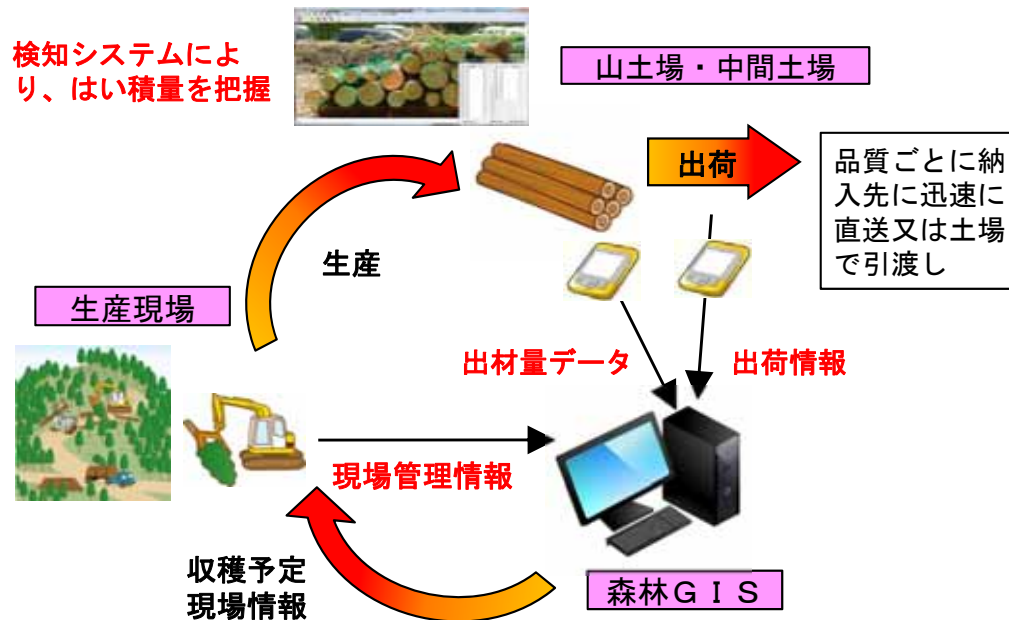 検知システムによ
り、はい積量を把握
山土場・中間土場
出荷
品質ごとに納
入先に迅速に
直送又は土場
で引渡し
生産
生産現場
出材量データ
出荷情報
現場管理情報
収穫予定
現場情報
森林ＧＩＳ